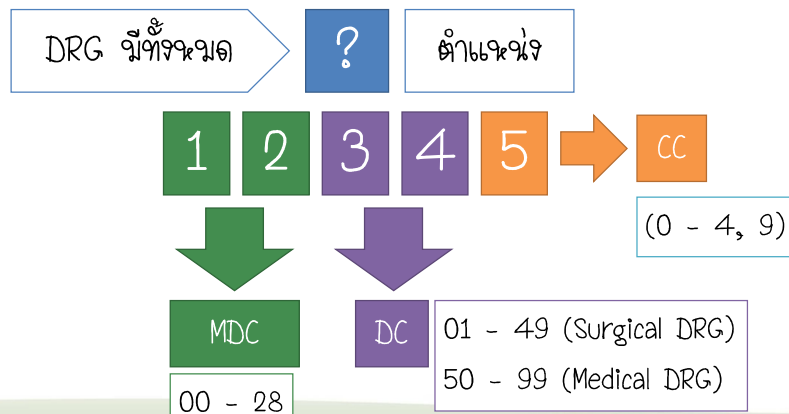 DRG มีทั้งหมด ? ตำแหน่ง
1 2 3 4 5 CC
(0 - 4, 9)
MDC DC
01 - 49 (Surgical DRG)
50 - 99 (Medical DRG)
00 - 28